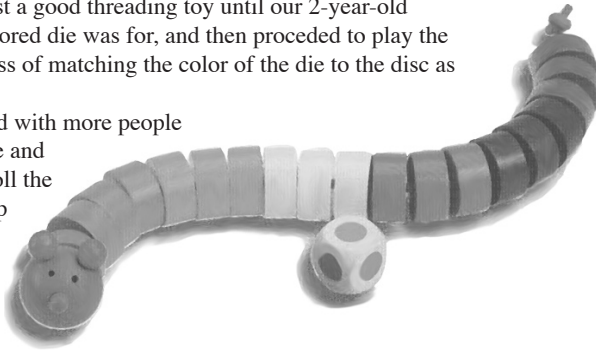 st a good threading toy until our 2-year-old
ored die was for, and then proceded to play the
ss of matching the color of the die to the disc as
d with more people
e and
oll the
p